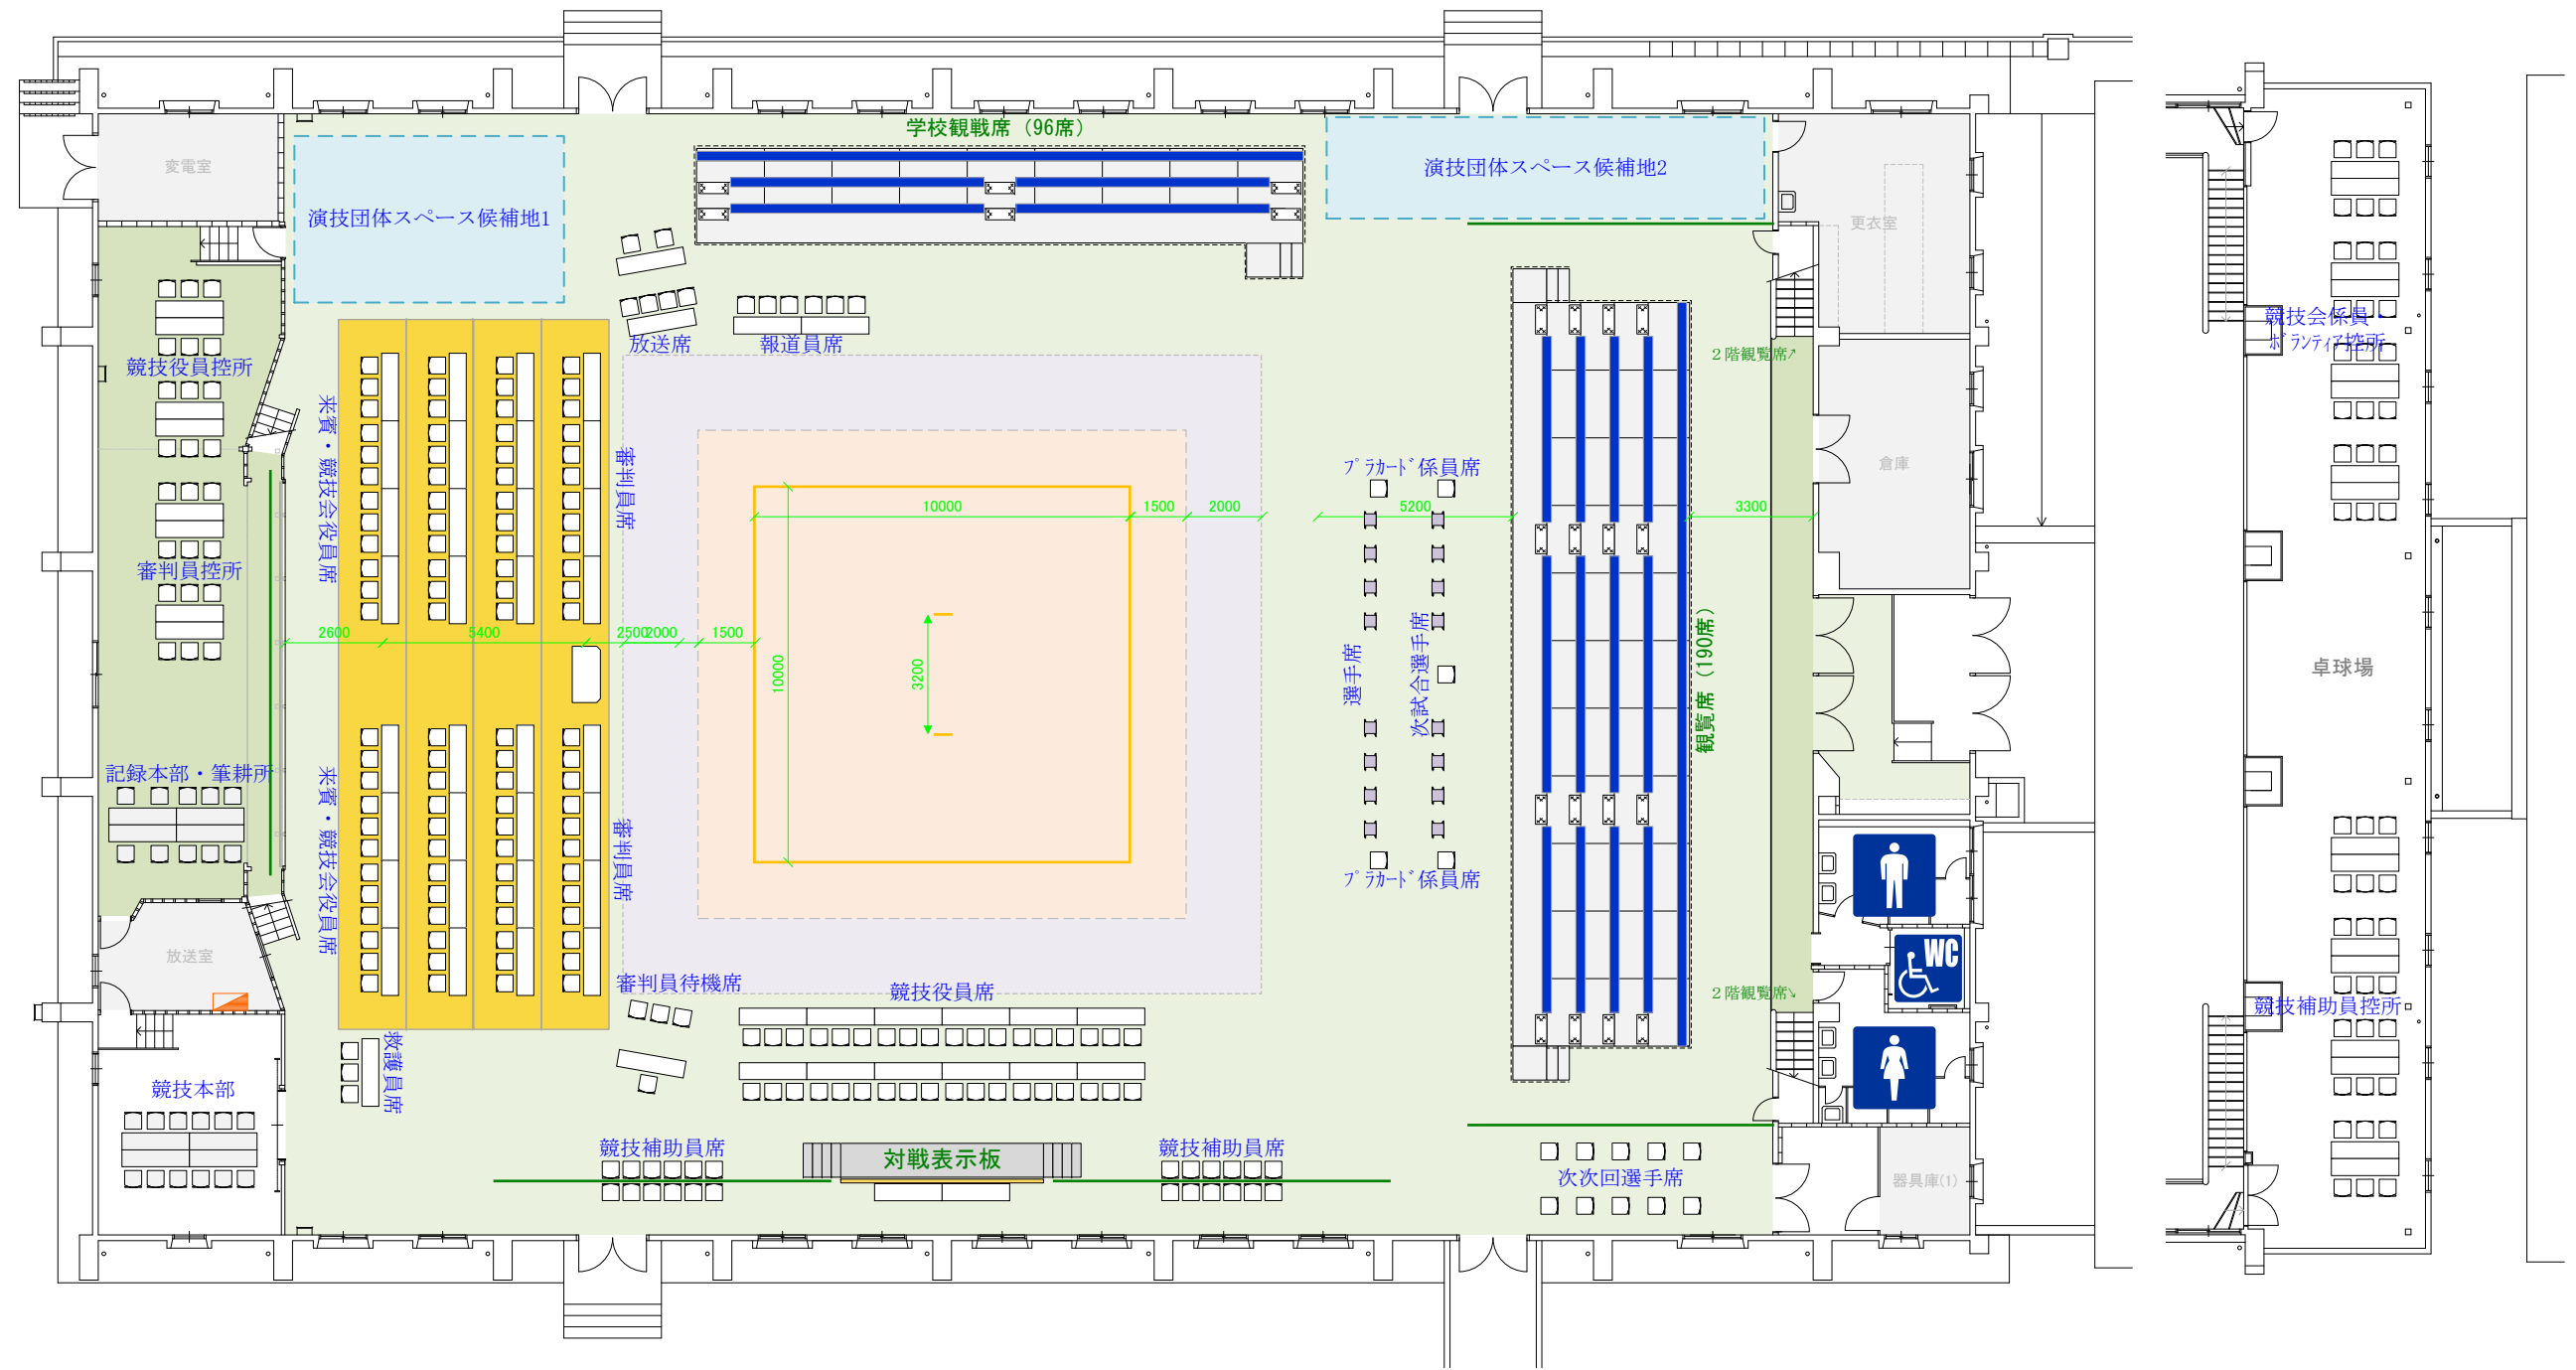 学校観戦席（96席）
変電室
演技団体スペース候補地1
演技団体スペース候補地2
更衣室
放送席
報道員席
２階観覧席↗
競技会係員・
ﾎﾞﾗﾝﾃｨｱ控所
競技役員控所
来賓・競技会役員席
審判員席
ﾌﾟﾗｶｰﾄﾞ係員席
倉庫
10000
1500
2000
5200
3300
審判員控所
2600
5400
2500
2000
1500
10000
3200
選手席
次試合選手席
観覧席（190席）
卓球場
記録本部・筆耕所
来賓・競技会役員席
審判員席
ﾌﾟﾗｶｰﾄﾞ係員席
放送室
WC
審判員待機席
競技役員席
２階観覧席↘
競技補助員控所
救護員席
競技本部
競技補助員席
対戦表示板
競技補助員席
次次回選手席
器具庫(1)